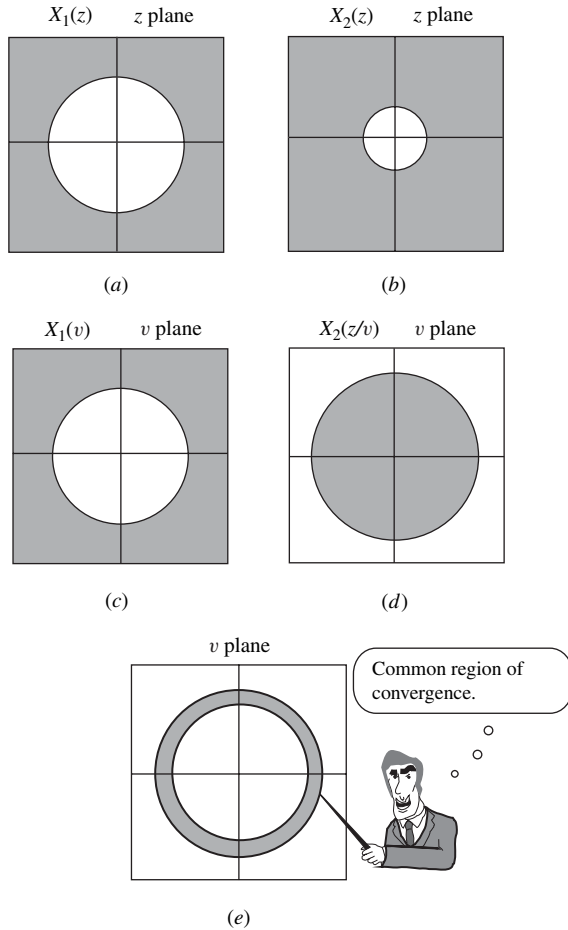 X₁(z) z plane
X₂(z) z plane
(a)
(b)
X₁(v) v plane
X₂(z/v) v plane
(c)
(d)
v plane
Common region of
convergence.
(e)